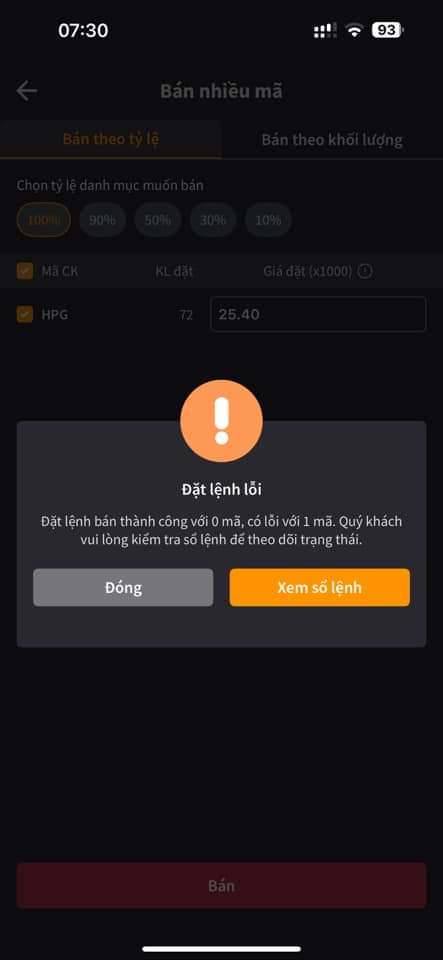 07:30
93
Bán nhiều mã
Bán theo tỷ lệ
Bán theo khối lượng
Chọn tỷ lệ danh mục muốn bán
100%
90%
50%
30%
10%
Mã CK
KL đặt
Giá đặt (x1000)
HPG
72
25.40
Đặt lệnh lỗi
Đặt lệnh bán thành công với 0 mã, có lỗi với 1 mã. Quý khách
vui lòng kiểm tra sổ lệnh để theo dõi trạng thái.
Đóng
Xem sổ lệnh
Bán